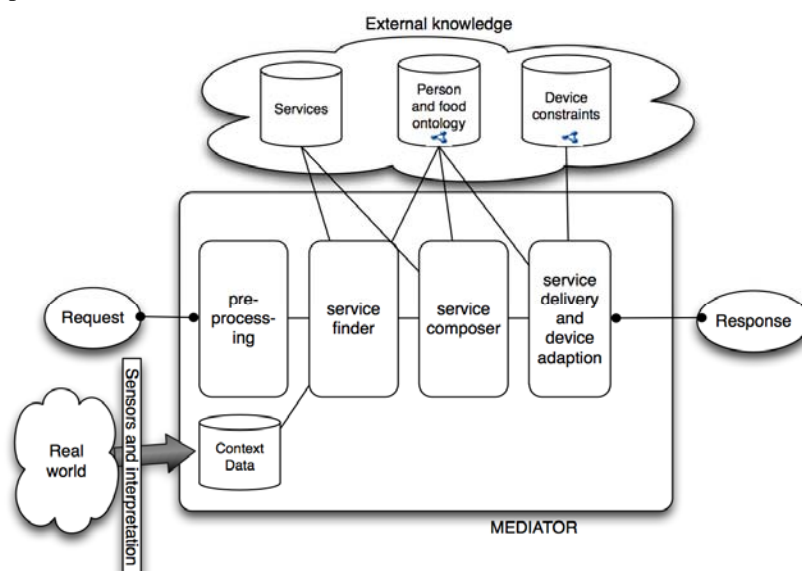 External knowledge
Services
Person
and food
ontology
Device
constraints
Request
pre-
process-
ing
service
finder
service
composer
service
delivery
and
device
adaption
Response
Real
world
Sensors and interpretation
Context
Data
MEDIATOR